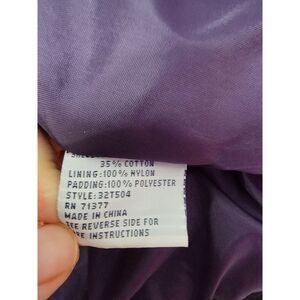 35% COTTON
LINING:100% NYLON
PADDING:100% POLYESTER
STYLE:32T504
RN 71377
MADE IN CHINA
SEE REVERSE SIDE FOR
INSTRUCTIONS